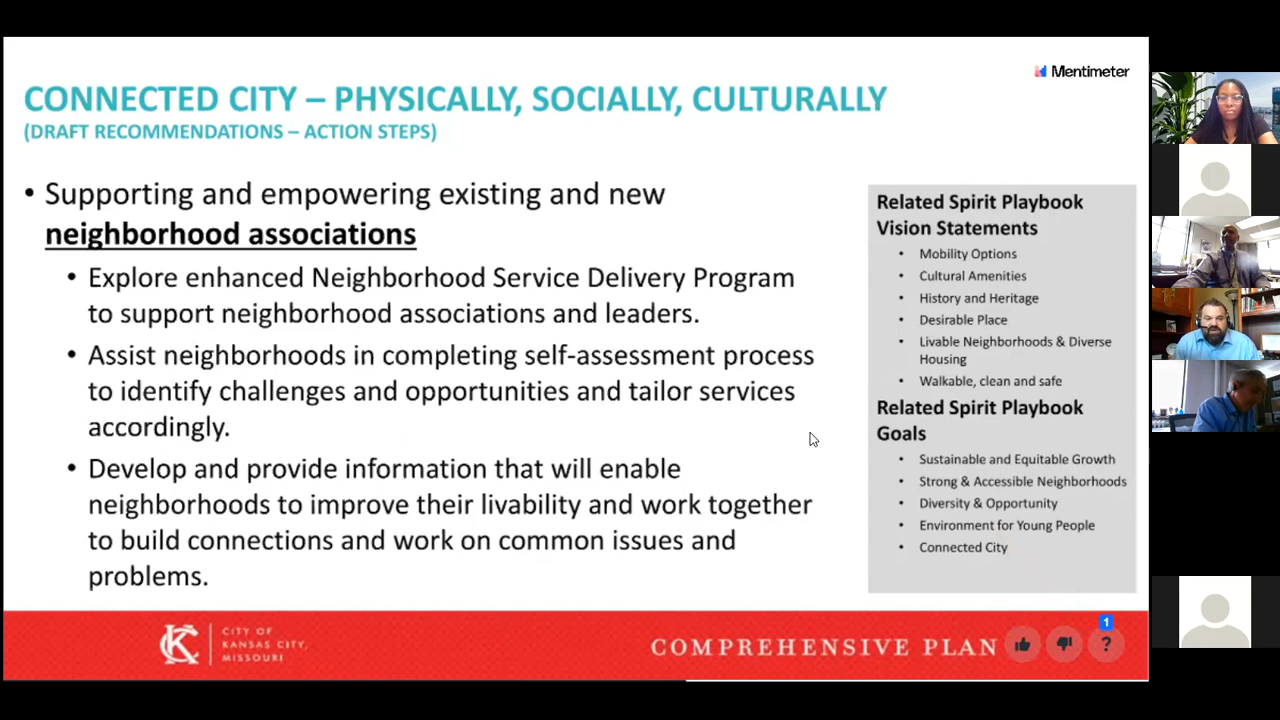 Mentimeter
CONNECTED CITY – PHYSICALLY, SOCIALLY, CULTURALLY
(DRAFT RECOMMENDATIONS – ACTION STEPS)
• Supporting and empowering existing and new
neighborhood associations
• Explore enhanced Neighborhood Service Delivery Program
to support neighborhood associations and leaders.
• Assist neighborhoods in completing self-assessment process
to identify challenges and opportunities and tailor services
accordingly.
• Develop and provide information that will enable
neighborhoods to improve their livability and work together
to build connections and work on common issues and
problems.
Related Spirit Playbook
Vision Statements
• Mobility Options
• Cultural Amenities
• History and Heritage
• Desirable Place
• Livable Neighborhoods & Diverse
Housing
• Walkable, clean and safe
Related Spirit Playbook
Goals
• Sustainable and Equitable Growth
• Strong & Accessible Neighborhoods
• Diversity & Opportunity
• Environment for Young People
• Connected City
KC
CITY OF
KANSAS CITY,
MISSOURI
COMPREHENSIVE PLAN
1
?